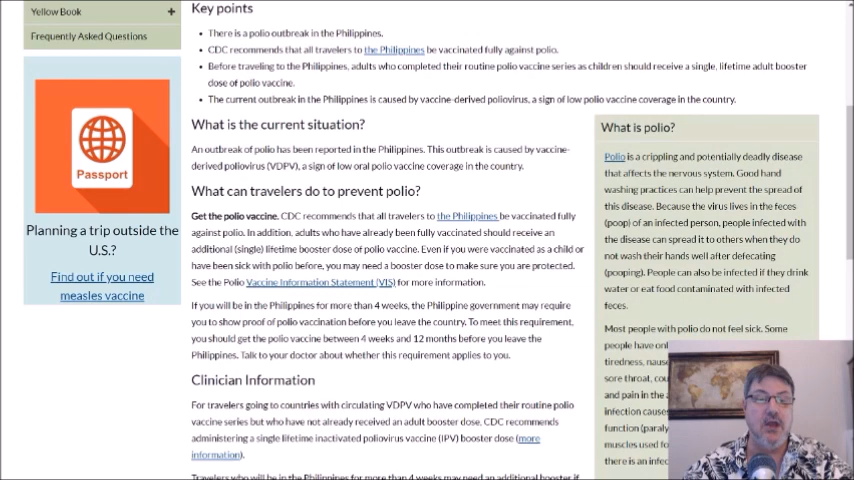 Yellow Book
+
Frequently Asked Questions
Passport
Planning a trip outside the
U.S.?
Find out if you need
measles vaccine
Key points
• There is a polio outbreak in the Philippines.
• CDC recommends that all travelers to the Philippines be vaccinated fully against polio.
• Before traveling to the Philippines, adults who completed their routine polio vaccine series as children should receive a single, lifetime adult booster
dose of polio vaccine.
• The current outbreak in the Philippines is caused by vaccine-derived poliovirus, a sign of low polio vaccine coverage in the country.
What is the current situation?
An outbreak of polio has been reported in the Philippines. This outbreak is caused by vaccine-
derived poliovirus (VDPV), a sign of low oral polio vaccine coverage in the country.
What can travelers do to prevent polio?
Get the polio vaccine. CDC recommends that all travelers to the Philippines be vaccinated fully
against polio. In addition, adults who have already been fully vaccinated should receive an
additional (single) lifetime booster dose of polio vaccine. Even if you were vaccinated as a child or
have been sick with polio before, you may need a booster dose to make sure you are protected.
See the Polio Vaccine Information Statement (VIS) for more information.
If you will be in the Philippines for more than 4 weeks, the Philippine government may require
you to show proof of polio vaccination before you leave the country. To meet this requirement,
you should get the polio vaccine between 4 weeks and 12 months before you leave the
Philippines. Talk to your doctor about whether this requirement applies to you.
Clinician Information
For travelers going to countries with circulating VDPV who have completed their routine polio
vaccine series but who have not already received an adult booster dose, CDC recommends
administering a single lifetime inactivated poliovirus vaccine (IPV) booster dose (more
information).
Travelers who will be in the Philippines for more than 4 weeks may need an additional booster if
What is polio?
Polio is a crippling and potentially deadly disease
that affects the nervous system. Good hand
washing practices can help prevent the spread of
this disease. Because the virus lives in the feces
(poop) of an infected person, people infected with
the disease can spread it to others when they do
not wash their hands well after defecating
(pooping). People can also be infected if they drink
water or eat food contaminated with infected
feces.
Most people with polio do not feel sick. Some
people have
tiredness,
sore throat,
and pain in the
infection
function
muscles used
there is an